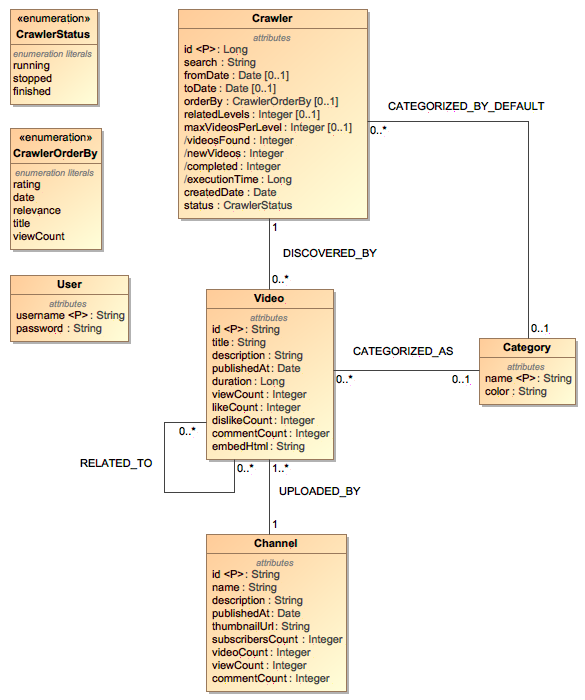 «enumeration»
CrawlerStatus
enumeration literals
running
stopped
finished
«enumeration»
CrawlerOrderBy
enumeration literals
rating
date
relevance
title
viewCount
User
attributes
username <P> : String
password : String
Crawler
attributes
id <P> : Long
search : String
fromDate : Date [0..1]
toDate : Date [0..1]
orderBy : CrawlerOrderBy [0..1]
relatedLevels : Integer [0..1]
maxVideosPerLevel : Integer [0..1]
/videosFound : Integer
/newVideos : Integer
/completed : Integer
/executionTime : Long
createdDate : Date
status : CrawlerStatus
CATEGORIZED_BY_DEFAULT
0..*
0..1
1
DISCOVERED_BY
0..*
Video
attributes
id <P> : String
title : String
description : String
publishedAt : Date
duration : Long
viewCount : Integer
likeCount : Integer
dislikeCount : Integer
commentCount : Integer
embedHtml : String
CATEGORIZED_AS
0..*
0..1
Category
attributes
name <P> : String
color : String
0..*
RELATED_TO
0..*
1..*
UPLOADED_BY
1
Channel
attributes
id <P> : String
name : String
description : String
publishedAt : Date
thumbnailUrl : String
subscribersCount : Integer
videoCount : Integer
viewCount : Integer
commentCount : Integer